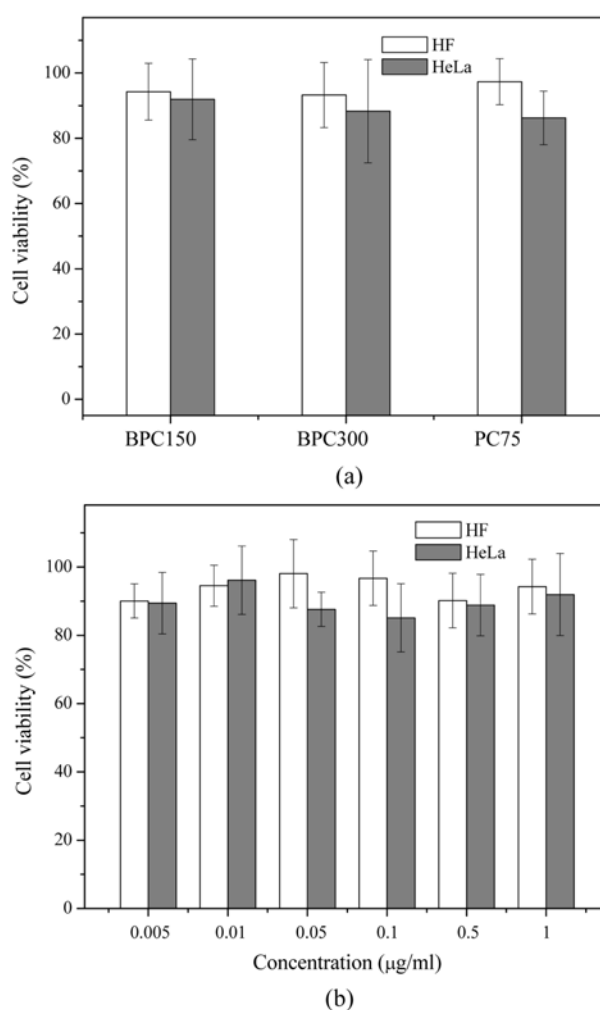 HF
HeLa
100
80
60
40
20
0
Cell viability (%)
BPC150 BPC300 PC75
(a)
HF
HeLa
100
80
60
40
20
0
Cell viability (%)
0.005 0.01 0.05 0.1 0.5 1
Concentration (μg/ml)
(b)